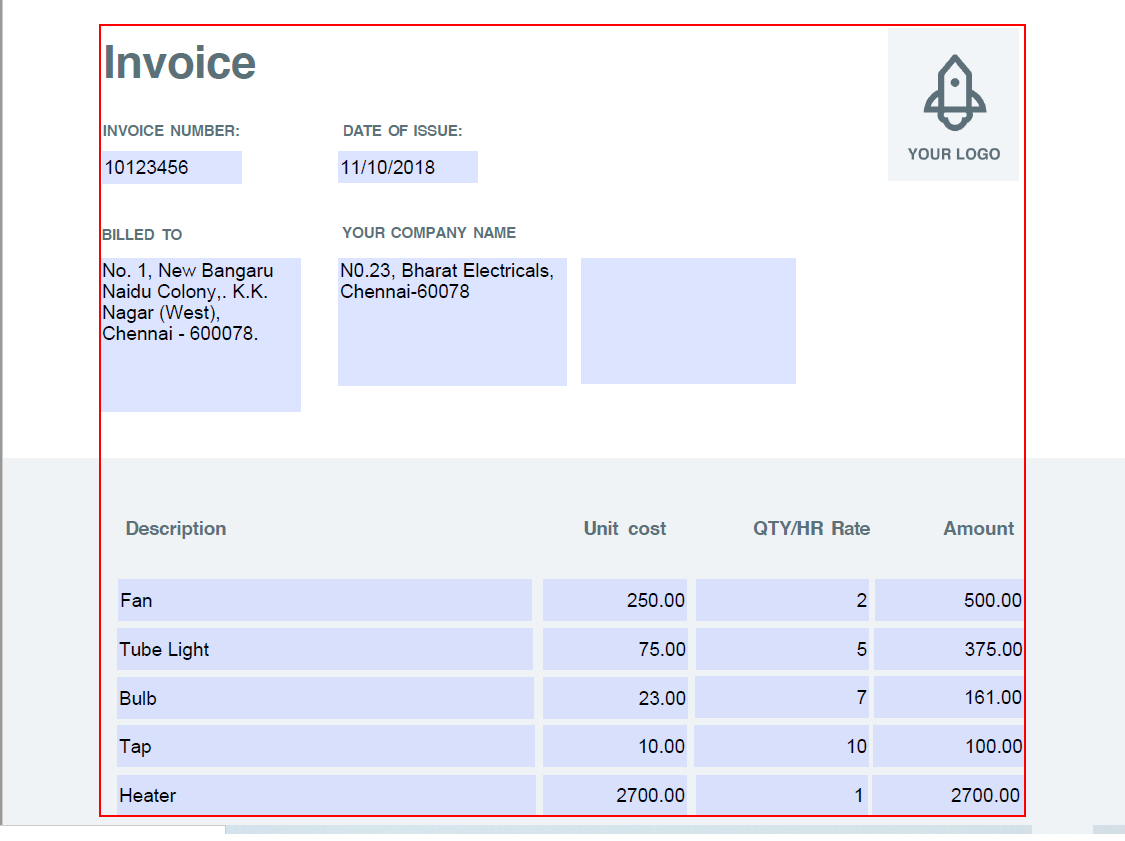 Invoice
YOUR LOGO
INVOICE NUMBER: DATE OF ISSUE:
10123456 11/10/2018
BILLED TO YOUR COMPANY NAME
No. 1, New Bangaru
Naidu Colony,. K.K.
Nagar (West),
Chennai - 600078.
N0.23, Bharat Electricals,
Chennai-60078
Description Unit cost QTY/HR Rate Amount
Fan 250.00 2 500.00
Tube Light 75.00 5 375.00
Bulb 23.00 7 161.00
Tap 10.00 10 100.00
Heater 2700.00 1 2700.00